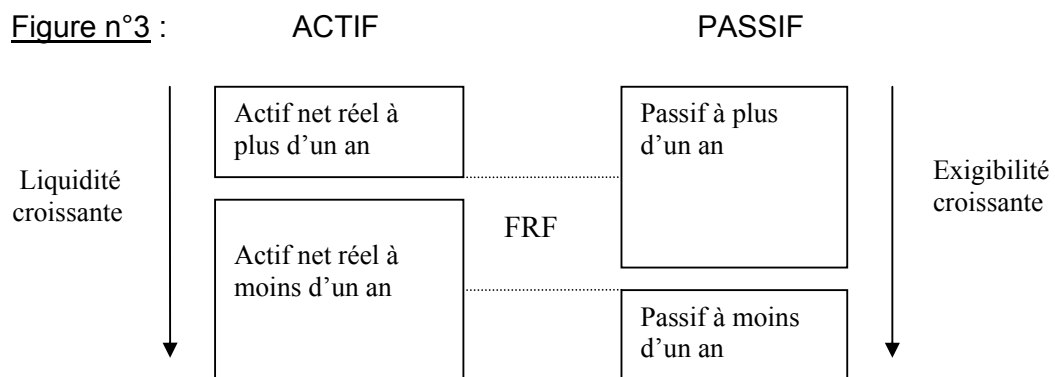 Figure n°3 : ACTIF PASSIF
Actif net réel à
plus d'un an
Passif à plus
d'un an
Liquidité
croissante
Exigibilité
croissante
FRF
Actif net réel à
moins d'un an
Passif à moins
d'un an